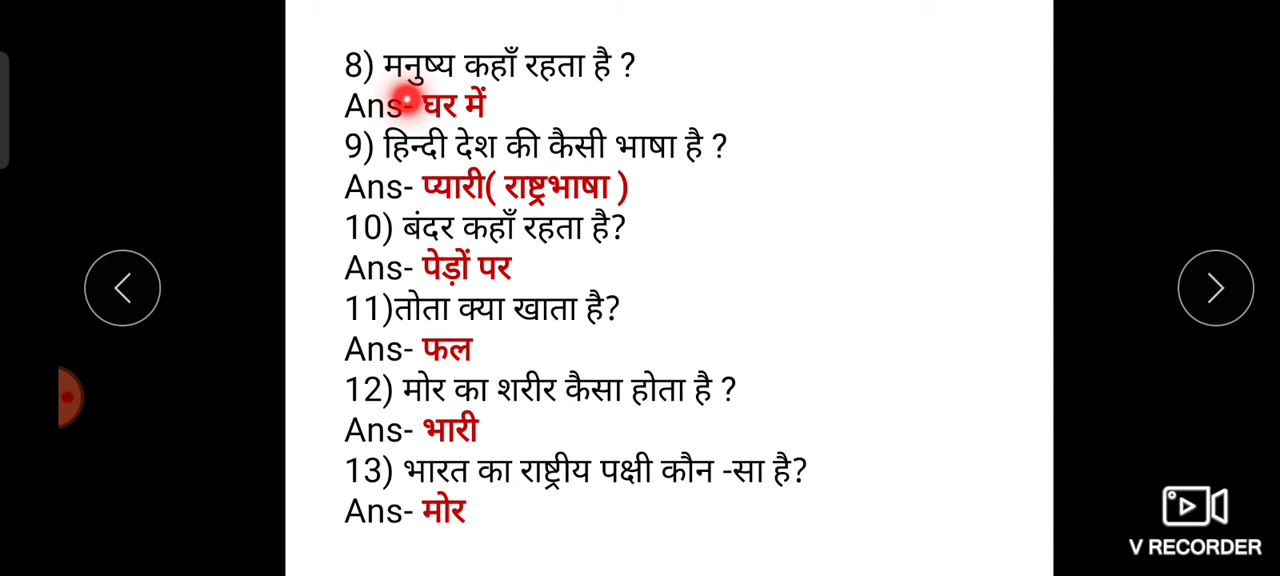 8) मनुष्य कहाँ रहता है ?
Ans- घर में
9) हिन्दी देश की कैसी भाषा है ?
Ans- प्यारी( राष्ट्रभाषा )
10) बंदर कहाँ रहता है?
Ans- पेड़ों पर
11)तोता क्या खाता है?
Ans- फल
12) मोर का शरीर कैसा होता है ?
Ans- भारी
13) भारत का राष्ट्रीय पक्षी कौन -सा है?
Ans- मोर
V RECORDER